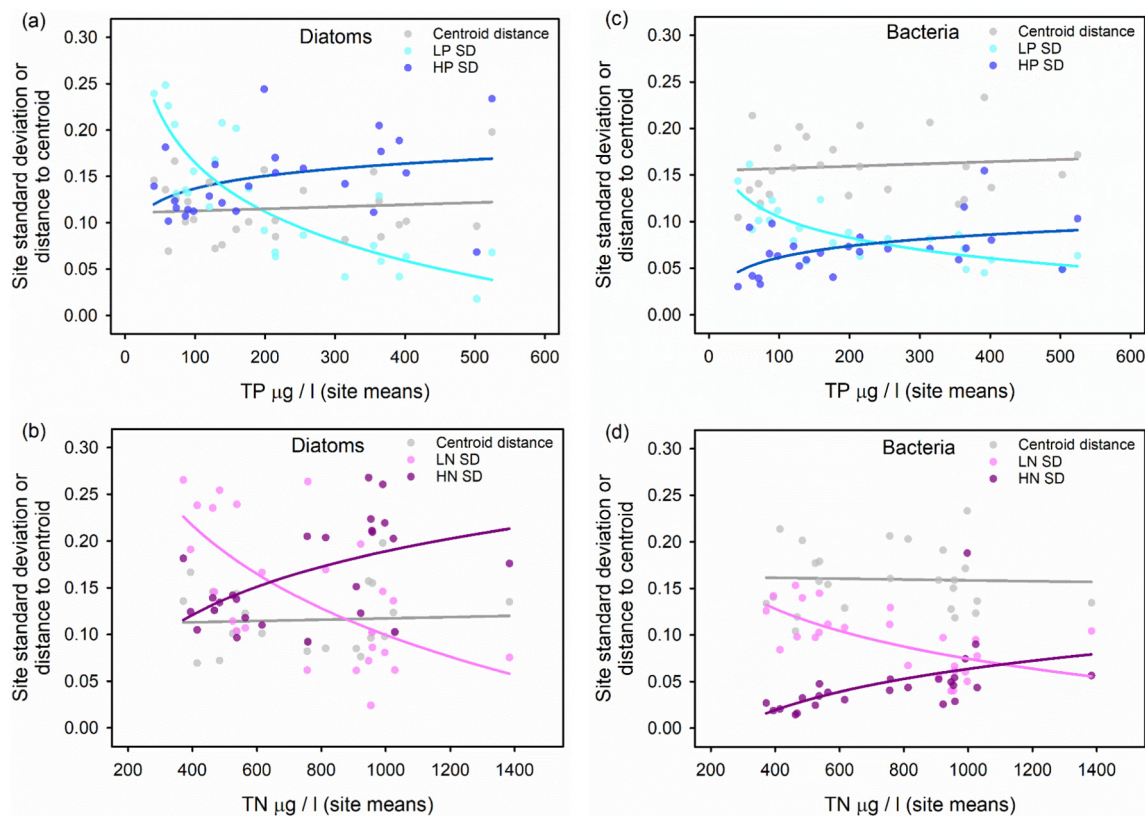 (a)
Diatoms
Centroid distance
LP SD
HP SD
Site standard deviation or
distance to centroid
0.30
0.25
0.20
0.15
0.10
0.05
0.00
0 100 200 300 400 500 600
TP μg / l (site means)
(c)
Bacteria
Centroid distance
LP SD
HP SD
Site standard deviation or
distance to centroid
0.30
0.25
0.20
0.15
0.10
0.05
0.00
0 100 200 300 400 500 600
TP μg / l (site means)
(b)
Diatoms
Centroid distance
LN SD
HN SD
Site standard deviation or
distance to centroid
0.30
0.25
0.20
0.15
0.10
0.05
0.00
200 400 600 800 1000 1200 1400
TN μg / l (site means)
(d)
Bacteria
Centroid distance
LN SD
HN SD
Site standard deviation or
distance to centroid
0.30
0.25
0.20
0.15
0.10
0.05
0.00
200 400 600 800 1000 1200 1400
TN μg / l (site means)